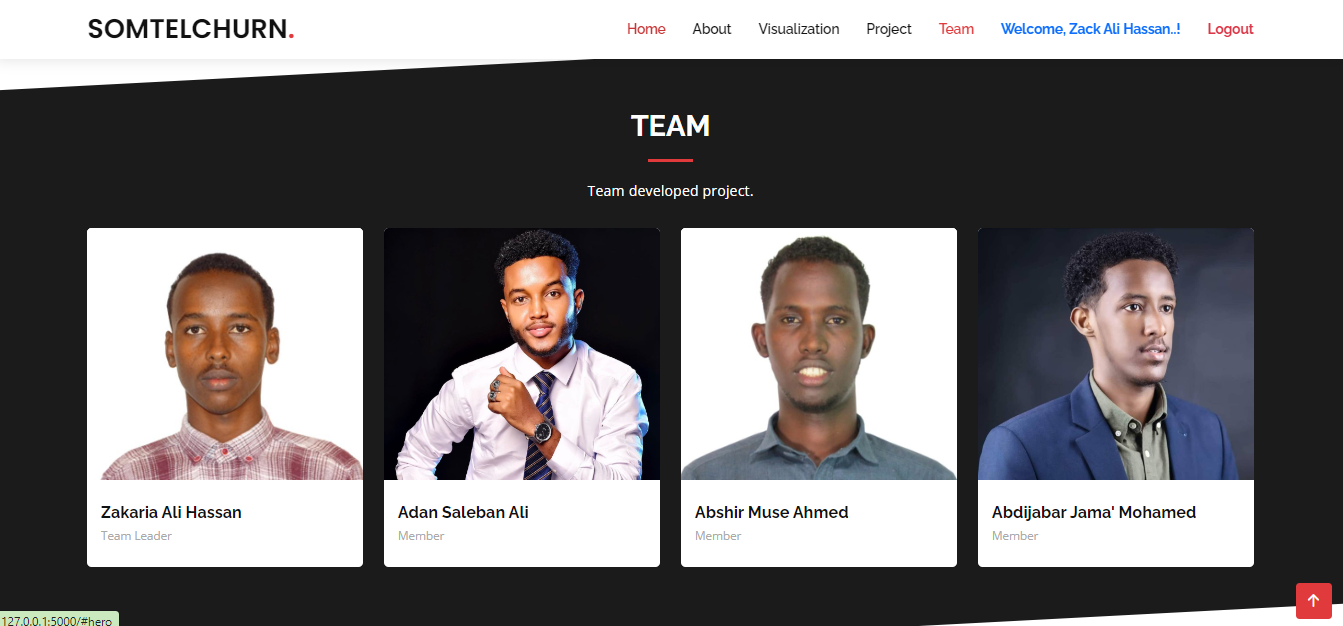 SOMTELCHURN.
Home About Visualization Project Team Welcome, Zack Ali Hassan..! Logout
TEAM
Team developed project.
Zakaria Ali Hassan
Team Leader
Adan Saleban Ali
Member
Abshir Muse Ahmed
Member
Abdijabar Jama' Mohamed
Member
127.0.0.1:5000/#hero